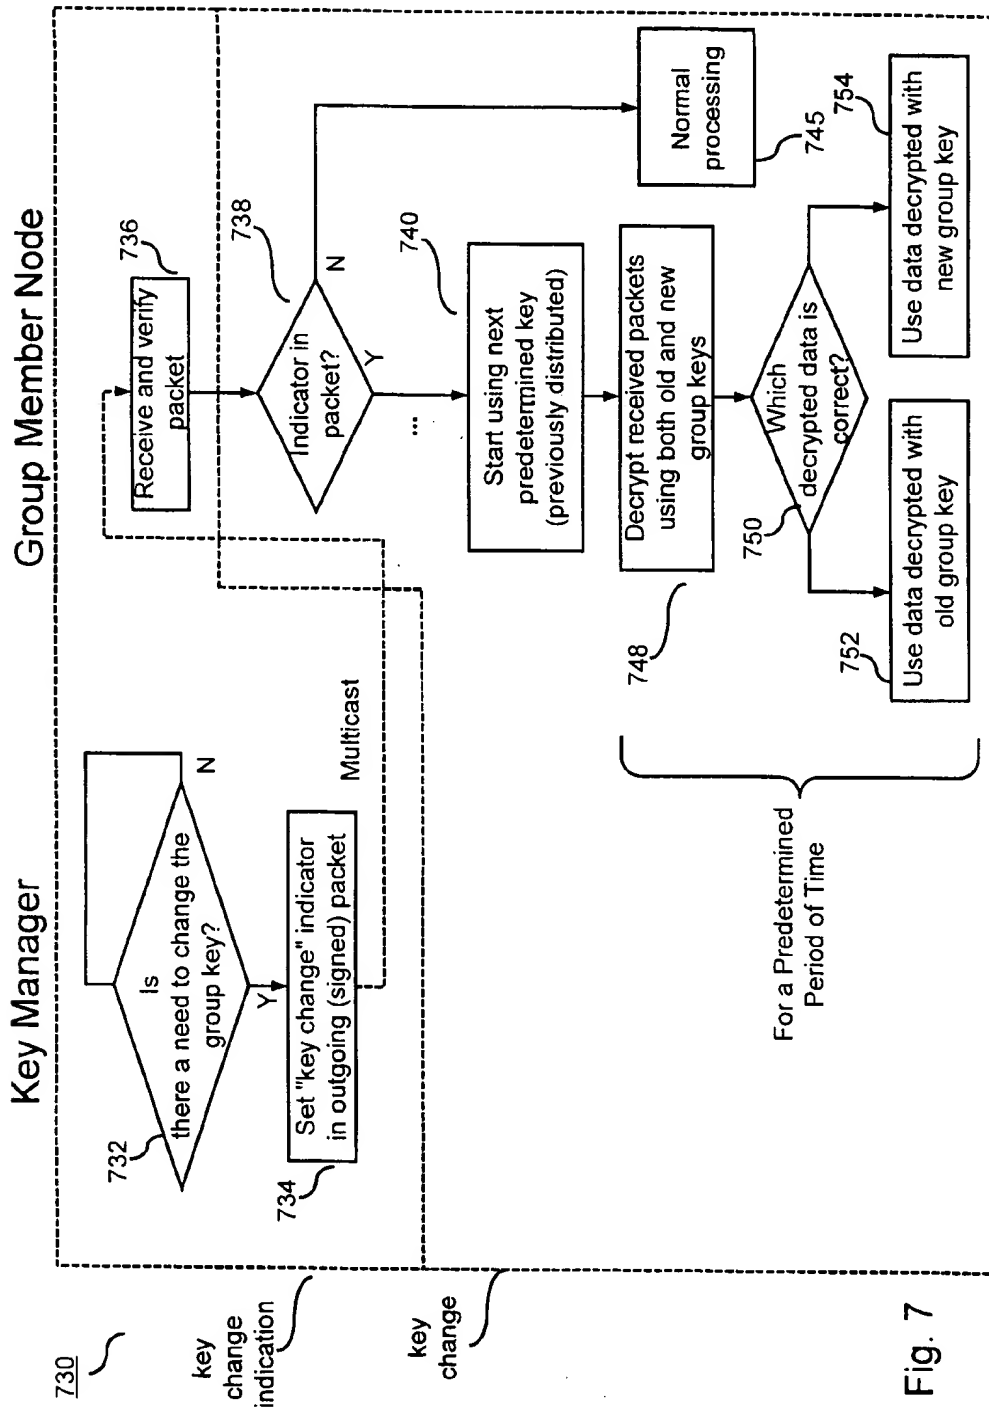 Key Manager
Group Member Node
730
key
change
indication
key
change
Is
there a need to change the
group key?
732
N
Y
Set "key change" indicator
in outgoing (signed) packet
734
Multicast
Receive and verify
packet
736
Indicator in
packet?
738
N
Y
...
Normal
processing
745
Start using next
predetermined key
(previously distributed)
740
Decrypt received packets
using both old and new
group keys
748
Which
decrypted data is
correct?
750
Use data decrypted with
old group key
752
Use data decrypted with
new group key
754
For a Predetermined
Period of Time
Fig. 7